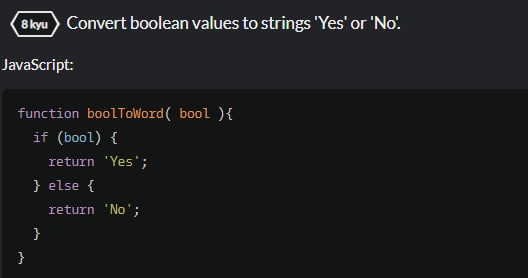 8 kyu Convert boolean values to strings 'Yes' or 'No'.
JavaScript:
function boolToWord( bool ){
  if (bool) {
    return 'Yes';
  } else {
    return 'No';
  }
}